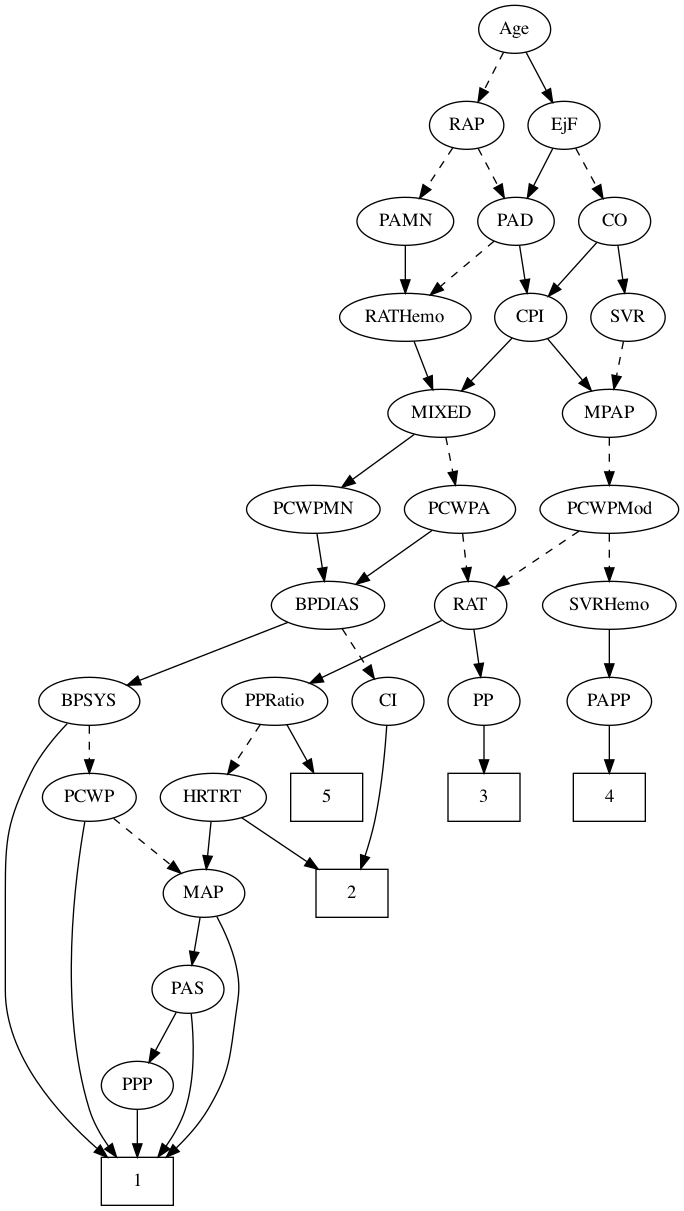 Age
RAP
EjF
PAMN
PAD
CO
RATHemo
CPI
SVR
MIXED
MPAP
PCWPMN
PCWPA
PCWPMod
BPDIAS
RAT
SVRHemo
BPSYS
PPRatio
CI
PP
PAPP
PCWP
HRTRT
5
3
4
MAP
2
PAS
PPP
1